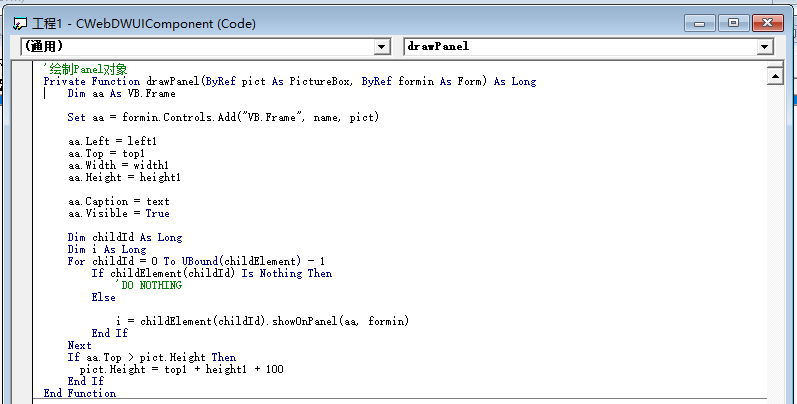 工程1 - CWebDWUIComponent (Code)
(通用)
drawPanel
'绘制Panel对象
Private Function drawPanel(ByRef pict As PictureBox, ByRef formin As Form) As Long
Dim aa As VB.Frame
Set aa = formin.Controls.Add("VB.Frame", name, pict)
aa.Left = left1
aa.Top = top1
aa.Width = width1
aa.Height = height1
aa.Caption = text
aa.Visible = True
Dim childId As Long
Dim i As Long
For childId = 0 To UBound(childElement) - 1
If childElement(childId) Is Nothing Then
'DO NOTHING
Else
i = childElement(childId).showOnPanel(aa, formin)
End If
Next
If aa.Top > pict.Height Then
pict.Height = top1 + height1 + 100
End If
End Function